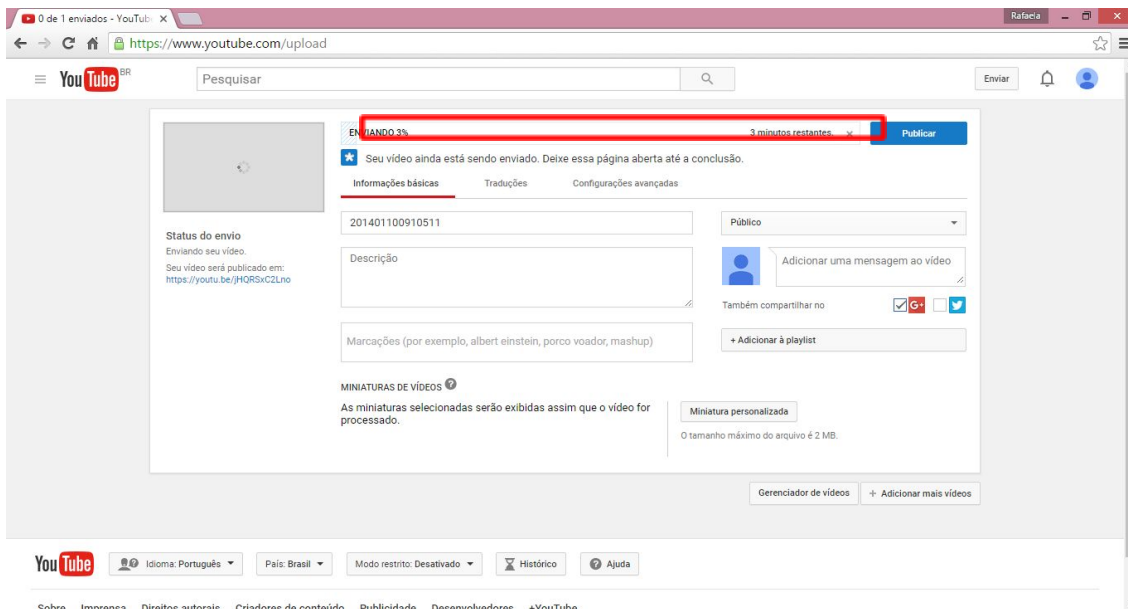 0 de 1 enviados - YouTub
Rafaela
https://www.youtube.com/upload
YouTube BR
Pesquisar
Enviar
ENVIANDO 3%
3 minutos restantes.
Publicar
Seu vídeo ainda está sendo enviado. Deixe essa página aberta até a conclusão.
Informações básicas Traduções Configurações avançadas
201401100910511
Público
Status do envio
Enviando seu vídeo.
Seu vídeo será publicado em:
https://youtu.be/jHQRSxC2Lno
Descrição
Adicionar uma mensagem ao vídeo
Também compartilhar no
G+
Marcações (por exemplo, albert einstein, porco voador, mashup)
+ Adicionar à playlist
MINIATURAS DE VÍDEOS ?
As miniaturas selecionadas serão exibidas assim que o vídeo for
processado.
Miniatura personalizada
O tamanho máximo do arquivo é 2 MB.
Gerenciador de vídeos
+ Adicionar mais vídeos
YouTube
Idioma: Português
País: Brasil
Modo restrito: Desativado
Histórico
? Ajuda
Sobre Imprensa Direitos autorais Criadores de conteúdo Publicidade Desenvolvedores +YouTube